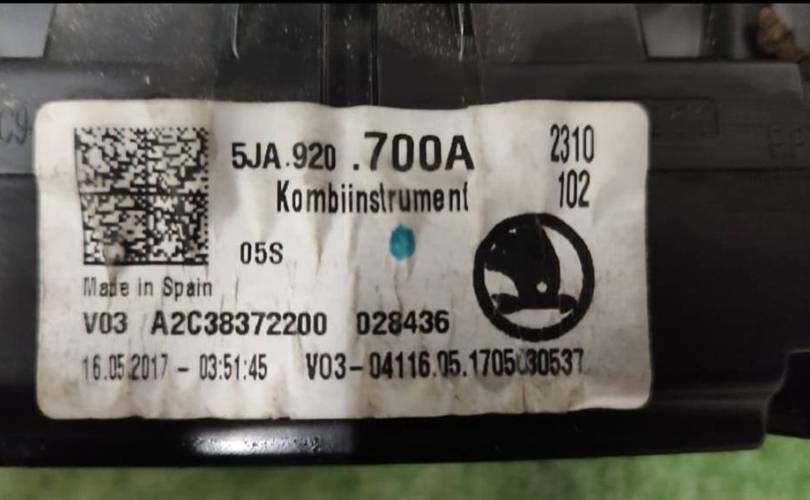 5JA.920 .700A 2310
Kombiinstrument 102
05S
Made in Spain
V03 A2C38372200 028436
16.05.2017 - 03:51:45 V03-04116.05.1705030537